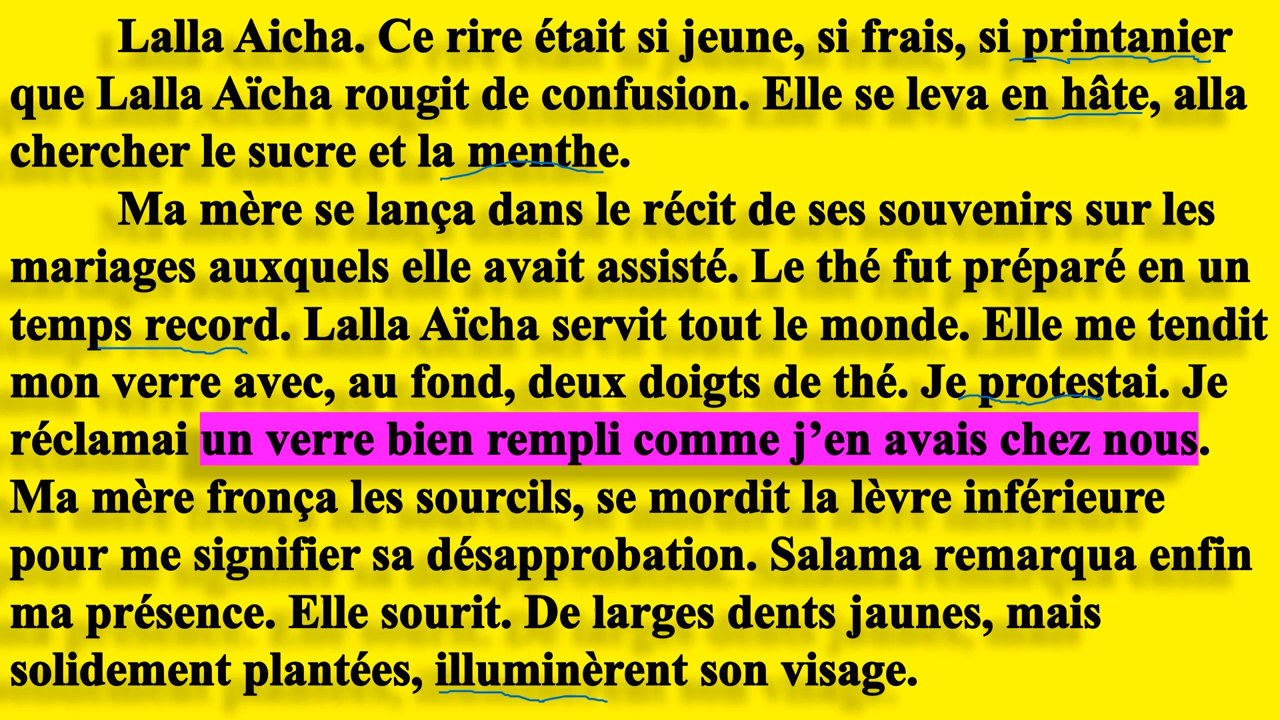 Lalla Aicha. Ce rire était si jeune, si frais, si printanier
que Lalla Aïcha rougit de confusion. Elle se leva en hâte, alla
chercher le sucre et la menthe.
Ma mère se lança dans le récit de ses souvenirs sur les
mariages auxquels elle avait assisté. Le thé fut préparé en un
temps record. Lalla Aïcha servit tout le monde. Elle me tendit
mon verre avec, au fond, deux doigts de thé. Je protestai. Je
réclamai un verre bien rempli comme j’en avais chez nous.
Ma mère fronça les sourcils, se mordit la lèvre inférieure
pour me signifier sa désapprobation. Salama remarqua enfin
ma présence. Elle sourit. De larges dents jaunes, mais
solidement plantées, illuminèrent son visage.